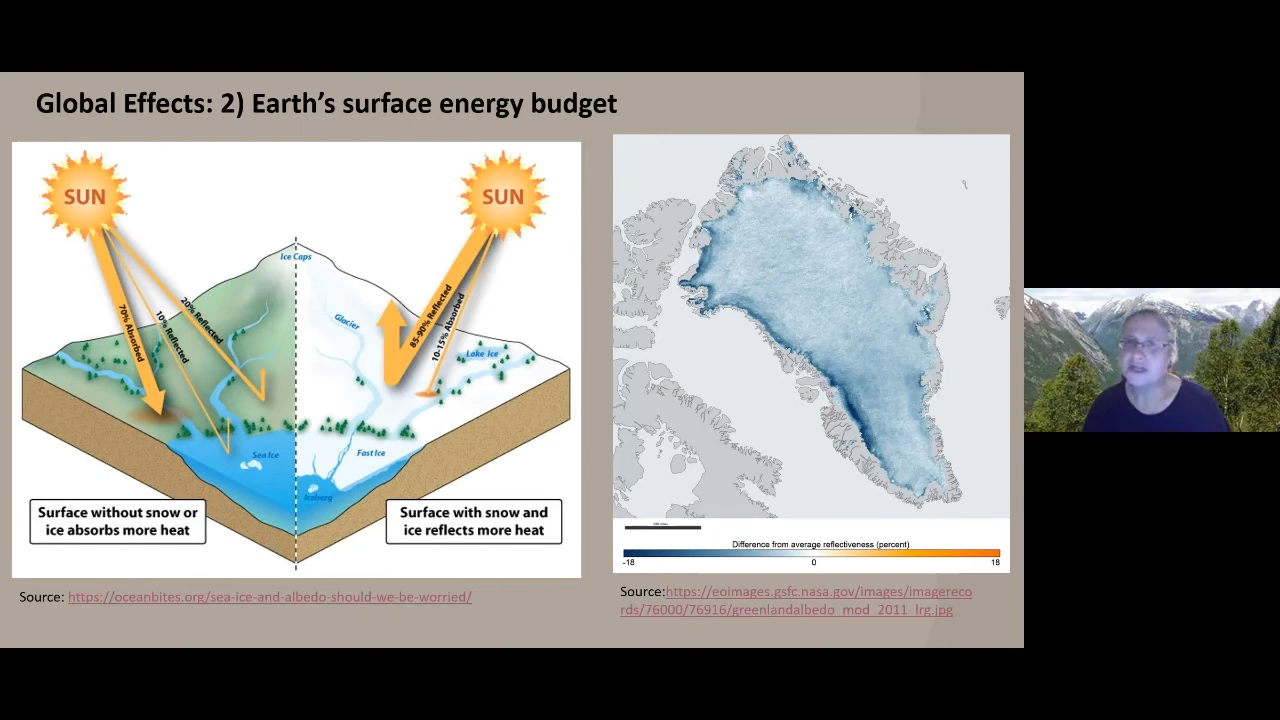 Global Effects: 2) Earth's surface energy budget
SUN
SUN
Ice Caps
70% Absorbed
10% Reflected
20% Reflected
85-90% Reflected
10-15% Absorbed
Glacier
Lake Ice
Sea Ice
Fast Ice
Iceberg
Surface without snow or
ice absorbs more heat
Surface with snow and
ice reflects more heat
Source: https://oceanbites.org/sea-ice-and-albedo-should-we-be-worried/
Difference from average reflectiveness (percent)
-18
0
18
Source:https://eoimages.gsfc.nasa.gov/images/imagereco
rds/76000/76916/greenlandalbedo_mod_2011_lrg.jpg